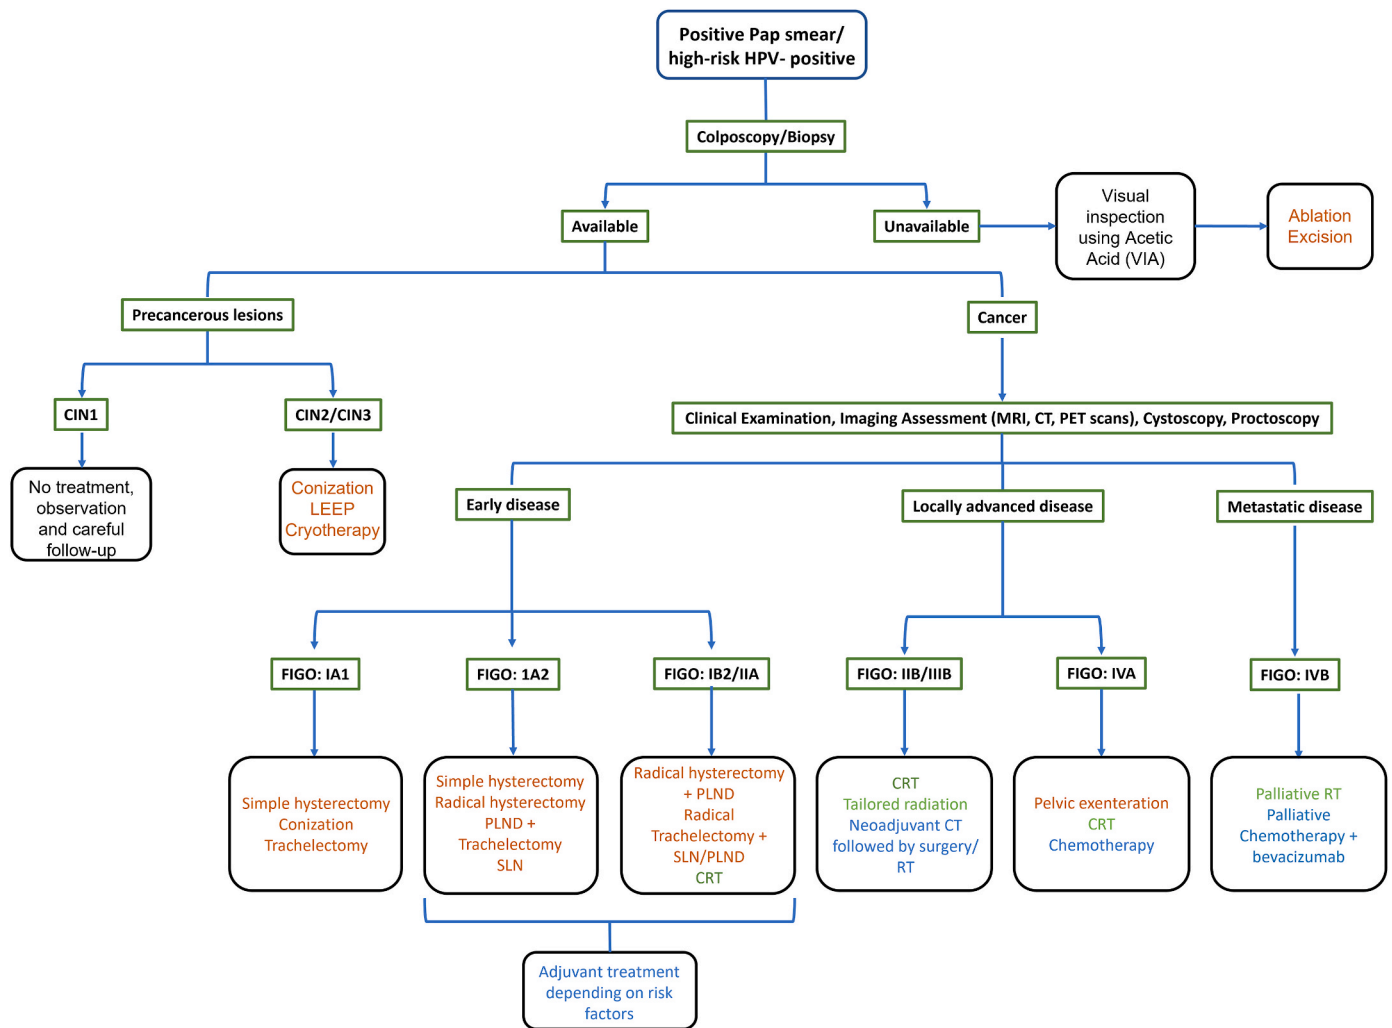 Positive Pap smear/
high-risk HPV- positive
Colposcopy/Biopsy
Available
Unavailable
Visual
inspection
using Acetic
Acid (VIA)
Ablation
Excision
Precancerous lesions
Cancer
CIN1
CIN2/CIN3
Clinical Examination, Imaging Assessment (MRI, CT, PET scans), Cystoscopy, Proctoscopy
No treatment,
observation
and careful
follow-up
Conization
LEEP
Cryotherapy
Early disease
Locally advanced disease
Metastatic disease
FIGO: IA1
FIGO: 1A2
FIGO: IB2/IIA
FIGO: IIB/IIIB
FIGO: IVA
FIGO: IVB
Simple hysterectomy
Conization
Trachelectomy
Simple hysterectomy
Radical hysterectomy
PLND +
Trachelectomy
SLN
Radical hysterectomy
+ PLND
Radical
Trachelectomy +
SLN/PLND
CRT
CRT
Tailored radiation
Neoadjuvant CT
followed by surgery/
RT
Pelvic exenteration
CRT
Chemotherapy
Palliative RT
Palliative
Chemotherapy +
bevacizumab
Adjuvant treatment
depending on risk
factors